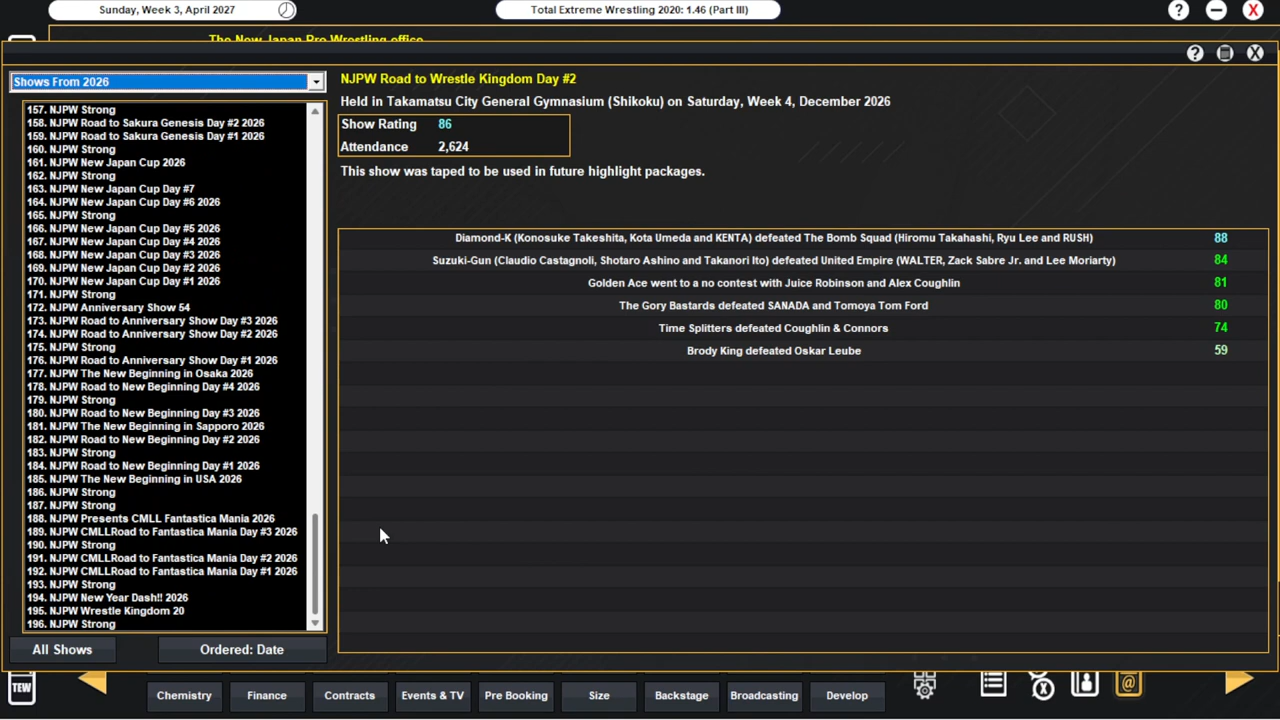 Sunday, Week 3, April 2027
Total Extreme Wrestling 2020: 1.46 (Part III)
The New Japan Pro Wrestling office
Shows From 2026
157. NJPW Strong
158. NJPW Road to Sakura Genesis Day #2 2026
159. NJPW Road to Sakura Genesis Day #1 2026
160. NJPW Strong
161. NJPW New Japan Cup 2026
162. NJPW Strong
163. NJPW New Japan Cup Day #7
164. NJPW New Japan Cup Day #6 2026
165. NJPW Strong
166. NJPW New Japan Cup Day #5 2026
167. NJPW New Japan Cup Day #4 2026
168. NJPW New Japan Cup Day #3 2026
169. NJPW New Japan Cup Day #2 2026
170. NJPW New Japan Cup Day #1 2026
171. NJPW Strong
172. NJPW Anniversary Show 54
173. NJPW Road to Anniversary Show Day #3 2026
174. NJPW Road to Anniversary Show Day #2 2026
175. NJPW Strong
176. NJPW Road to Anniversary Show Day #1 2026
177. NJPW The New Beginning in Osaka 2026
178. NJPW Road to New Beginning Day #4 2026
179. NJPW Strong
180. NJPW Road to New Beginning Day #3 2026
181. NJPW The New Beginning in Sapporo 2026
182. NJPW Road to New Beginning Day #2 2026
183. NJPW Strong
184. NJPW Road to New Beginning Day #1 2026
185. NJPW The New Beginning in USA 2026
186. NJPW Strong
187. NJPW Strong
188. NJPW Presents CMLL Fantastica Mania 2026
189. NJPW CMLLRoad to Fantastica Mania Day #3 2026
190. NJPW Strong
191. NJPW CMLLRoad to Fantastica Mania Day #2 2026
192. NJPW CMLLRoad to Fantastica Mania Day #1 2026
193. NJPW Strong
194. NJPW New Year Dash!! 2026
195. NJPW Wrestle Kingdom 20
196. NJPW Strong
All Shows
Ordered: Date
NJPW Road to Wrestle Kingdom Day #2
Held in Takamatsu City General Gymnasium (Shikoku) on Saturday, Week 4, December 2026
Show Rating 86
Attendance 2,624
This show was taped to be used in future highlight packages.
Diamond-K (Konosuke Takeshita, Kota Umeda and KENTA) defeated The Bomb Squad (Hiromu Takahashi, Ryu Lee and RUSH) 88
Suzuki-Gun (Claudio Castagnoli, Shotaro Ashino and Takanori Ito) defeated United Empire (WALTER, Zack Sabre Jr. and Lee Moriarty) 84
Golden Ace went to a no contest with Juice Robinson and Alex Coughlin 81
The Gory Bastards defeated SANADA and Tomoya Tom Ford 80
Time Splitters defeated Coughlin & Connors 74
Brody King defeated Oskar Leube 59
TEW
Chemistry
Finance
Contracts
Events & TV
Pre Booking
Size
Backstage
Broadcasting
Develop